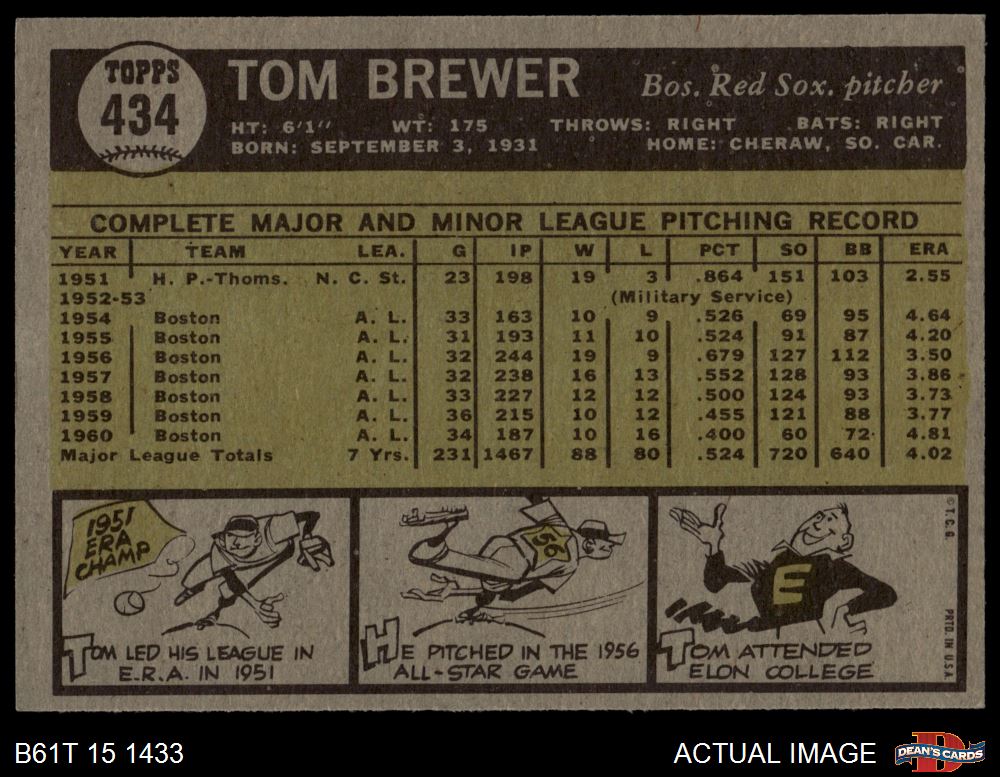 TOPPS
434
TOM BREWER
Bos. Red Sox. pitcher
HT: 6'1" WT: 175 THROWS: RIGHT BATS: RIGHT
BORN: SEPTEMBER 3, 1931 HOME: CHERAW, SO. CAR.
COMPLETE MAJOR AND MINOR LEAGUE PITCHING RECORD
YEAR TEAM LEA. G IP W L PCT SO BB ERA
1951 H. P.-Thoms. N. C. St. 23 198 19 3 .864 151 103 2.55
1952-53 (Military Service)
1954 Boston A. L. 33 163 10 9 .526 69 95 4.64
1955 Boston A. L. 31 193 11 10 .524 91 87 4.20
1956 Boston A. L. 32 244 19 9 .679 127 112 3.50
1957 Boston A. L. 32 238 16 13 .552 128 93 3.86
1958 Boston A. L. 33 227 12 12 .500 124 93 3.73
1959 Boston A. L. 36 215 10 12 .455 121 88 3.77
1960 Boston A. L. 34 187 10 16 .400 60 72 4.81
Major League Totals 7 Yrs. 231 1467 88 80 .524 720 640 4.02
1951
ERA
CHAMP
TOM LED HIS LEAGUE IN
E.R.A. IN 1951
56
HE PITCHED IN THE 1956
ALL-STAR GAME
E
TOM ATTENDED
ELON COLLEGE
© T. C. G.
PRTD. IN U.S.A.
B61T 15 1433
ACTUAL IMAGE
D
DEAN'S CARDS